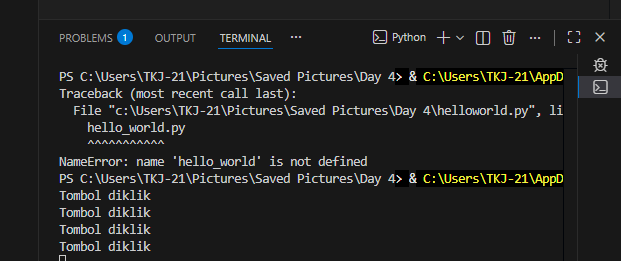 PROBLEMS 1 OUTPUT TERMINAL ··· Python
PS C:\Users\TKJ-21\Pictures\Saved Pictures\Day 4> & C:\Users\TKJ-21\AppD
Traceback (most recent call last):
File "c:\Users\TKJ-21\Pictures\Saved Pictures\Day 4\helloworld.py", li
hello_world.py
^^^^^^^^^^^
NameError: name 'hello_world' is not defined
PS C:\Users\TKJ-21\Pictures\Saved Pictures\Day 4> & C:\Users\TKJ-21\AppD
Tombol diklik
Tombol diklik
Tombol diklik
Tombol diklik